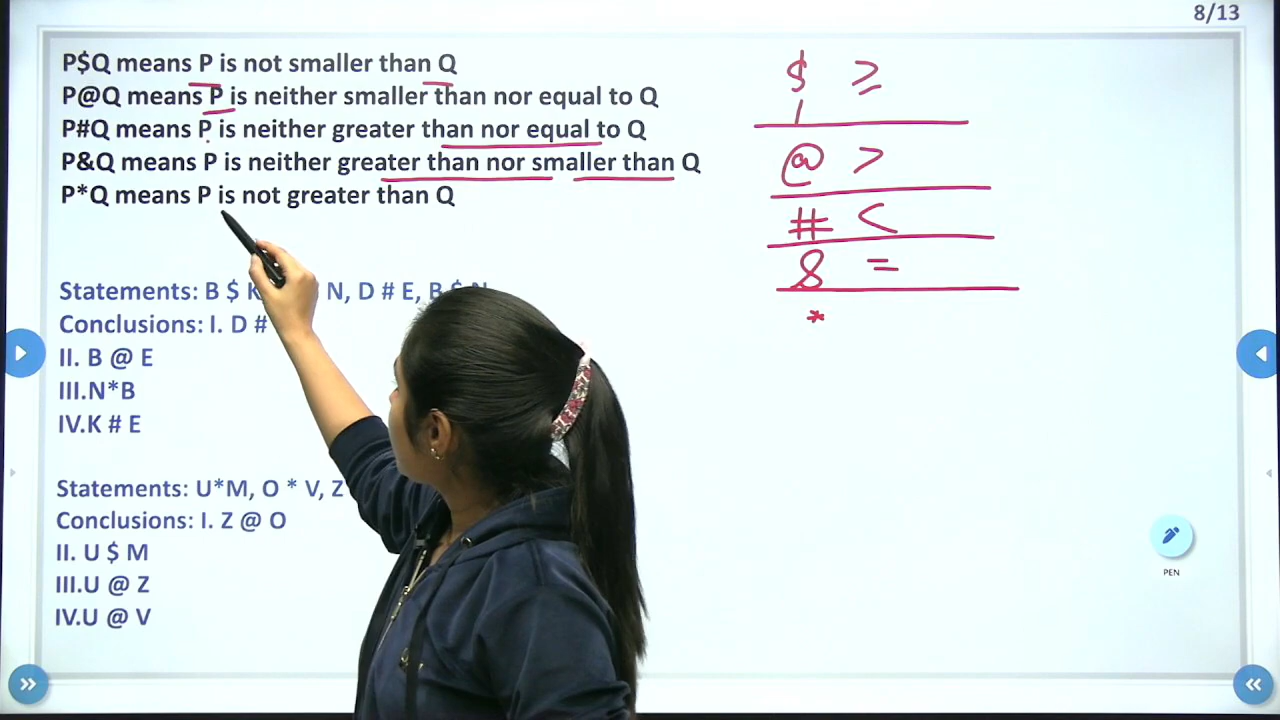 8/13
P$Q means P is not smaller than Q
P@Q means P is neither smaller than nor equal to Q
P#Q means P is neither greater than nor equal to Q
P&Q means P is neither greater than nor smaller than Q
P*Q means P is not greater than Q
$ ≥
@ >
# <
& =
*
Statements: B $ K N, D # E, B $ N
Conclusions: I. D #
II. B @ E
III.N*B
IV.K # E
Statements: U*M, O * V, Z
Conclusions: I. Z @ O
II. U $ M
III.U @ Z
IV.U @ V
PEN